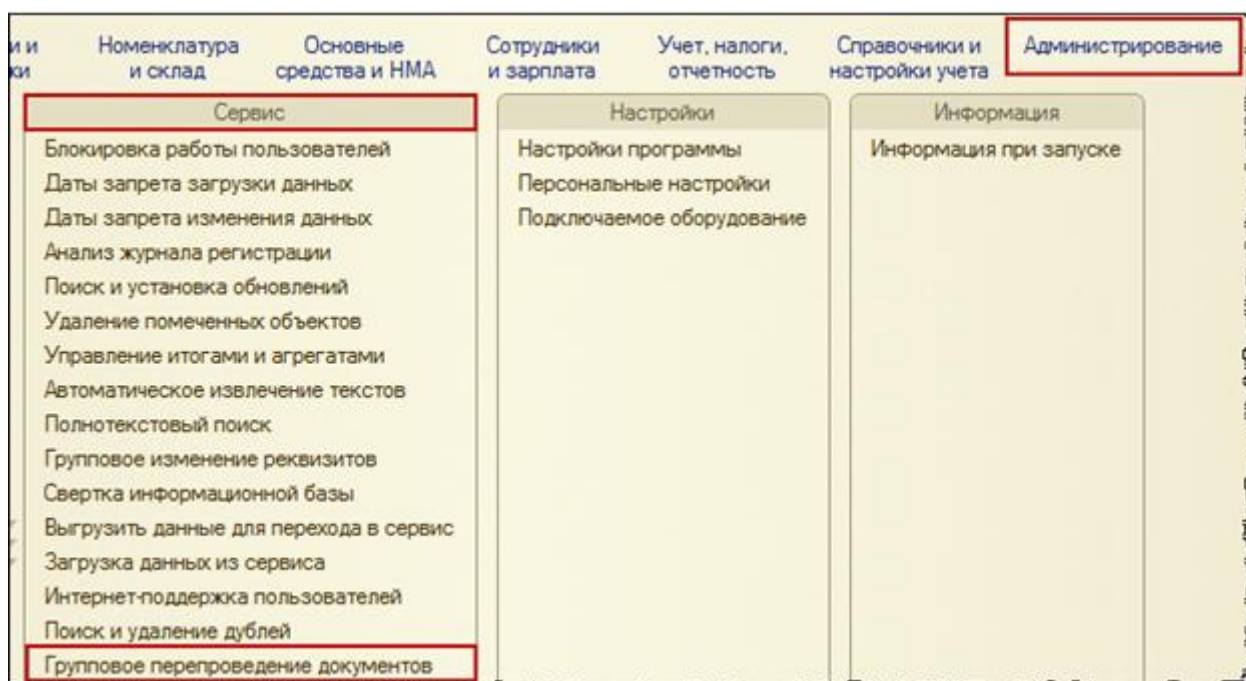 и и Номенклатура Основные Сотрудники Учет, налоги, Справочники и Администрирование
ки и склад средства и НМА и зарплата отчетность настройки учета
Сервис
Блокировка работы пользователей
Даты запрета загрузки данных
Даты запрета изменения данных
Анализ журнала регистрации
Поиск и установка обновлений
Удаление помеченных объектов
Управление итогами и агрегатами
Автоматическое извлечение текстов
Полнотекстовый поиск
Групповое изменение реквизитов
Свертка информационной базы
Выгрузить данные для перехода в сервис
Загрузка данных из сервиса
Интернет-поддержка пользователей
Поиск и удаление дублей
Групповое перепроведение документов
Настройки
Настройки программы
Персональные настройки
Подключаемое оборудование
Информация
Информация при запуске